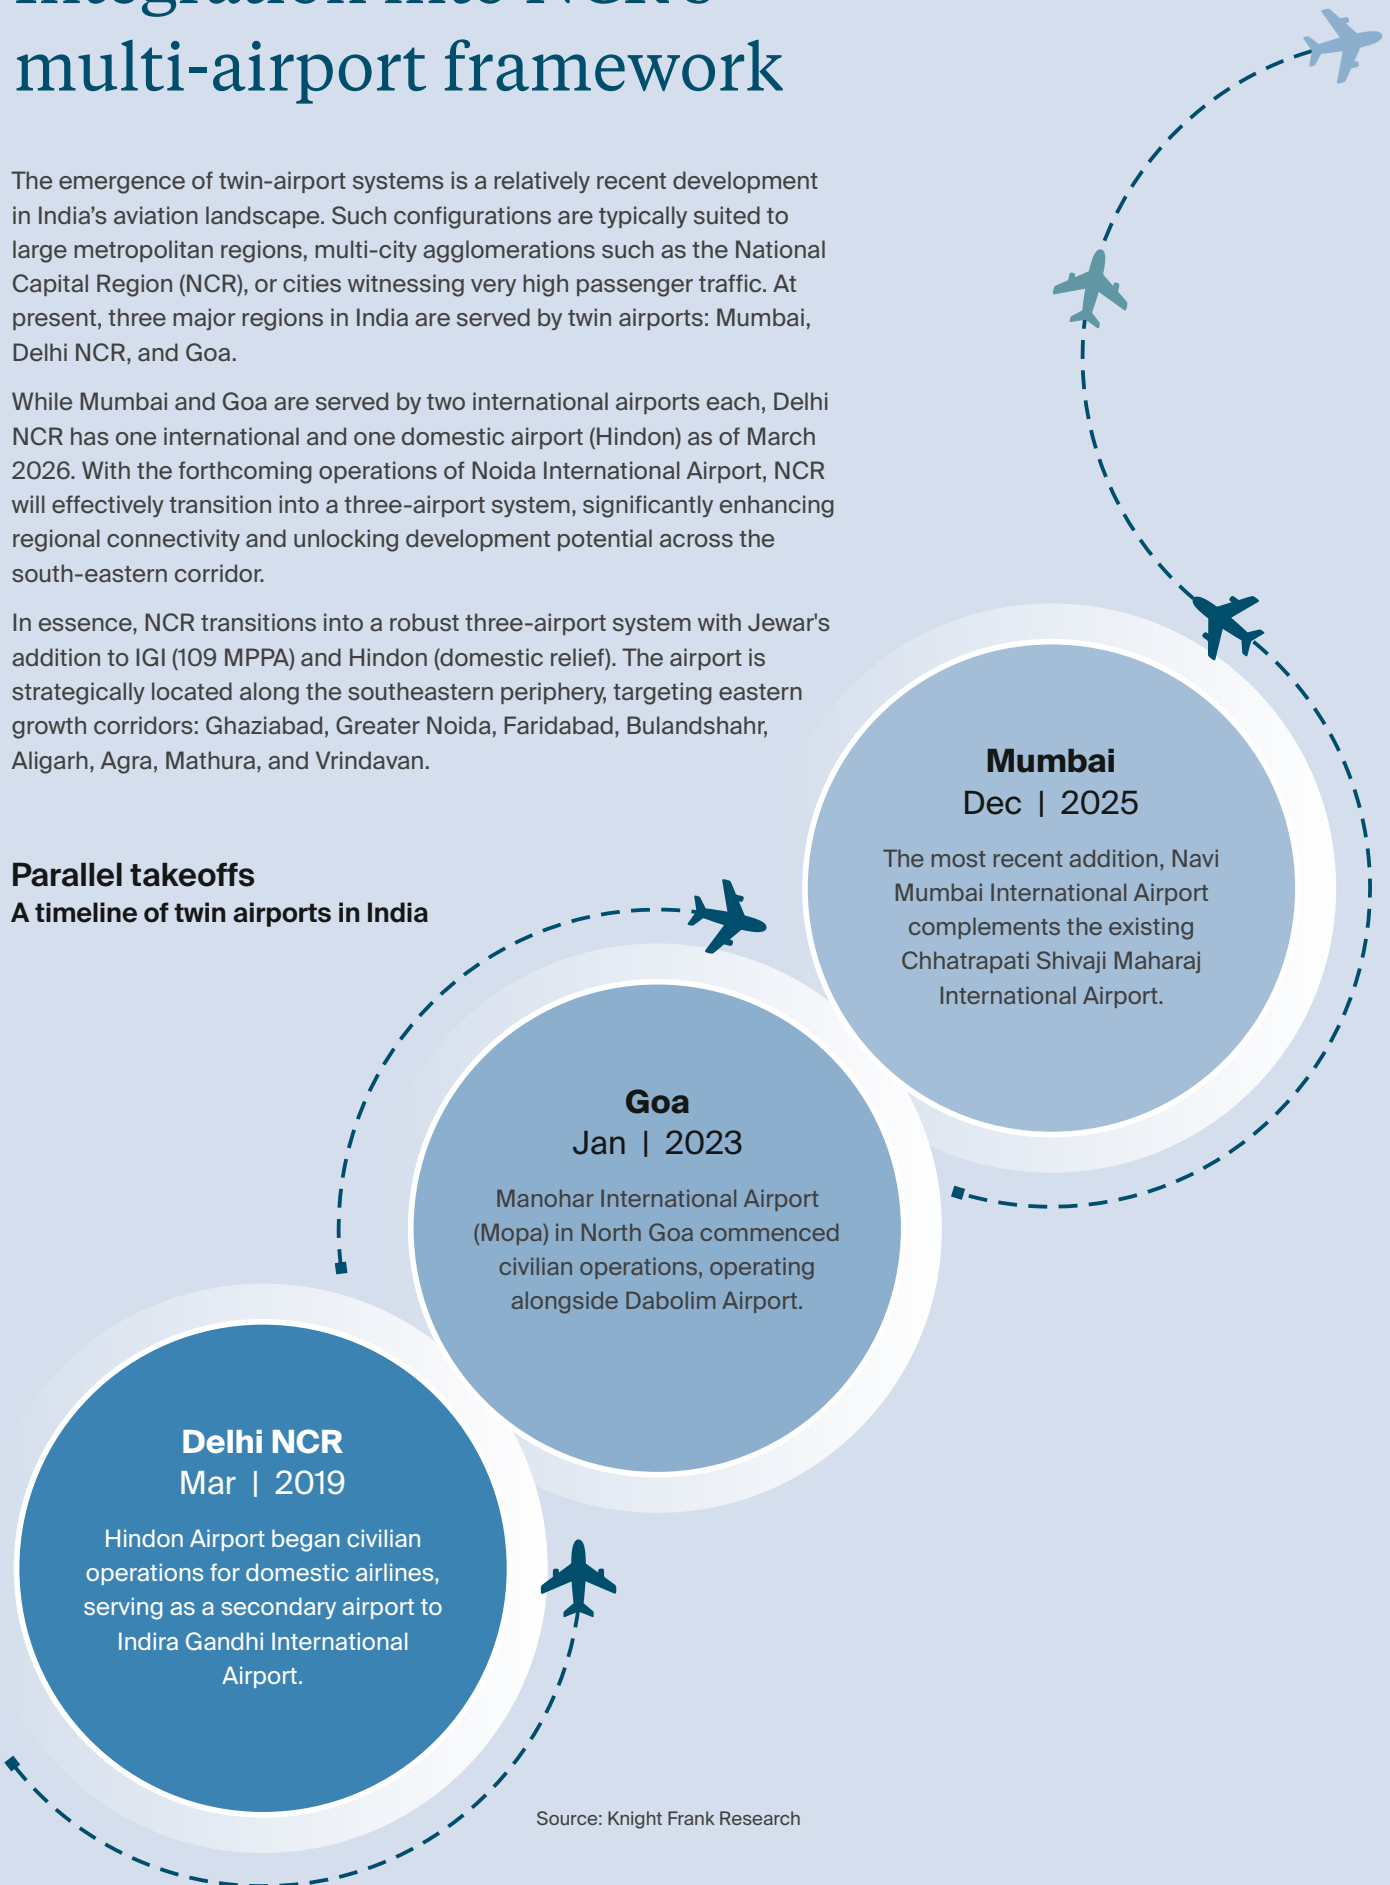 integration into NCR's
multi-airport framework
The emergence of twin-airport systems is a relatively recent development
in India’s aviation landscape. Such configurations are typically suited to
large metropolitan regions, multi-city agglomerations such as the National
Capital Region (NCR), or cities witnessing very high passenger traffic. At
present, three major regions in India are served by twin airports: Mumbai,
Delhi NCR, and Goa.
While Mumbai and Goa are served by two international airports each, Delhi
NCR has one international and one domestic airport (Hindon) as of March
2026. With the forthcoming operations of Noida International Airport, NCR
will effectively transition into a three-airport system, significantly enhancing
regional connectivity and unlocking development potential across the
south-eastern corridor.
In essence, NCR transitions into a robust three-airport system with Jewar's
addition to IGI (109 MPPA) and Hindon (domestic relief). The airport is
strategically located along the southeastern periphery, targeting eastern
growth corridors: Ghaziabad, Greater Noida, Faridabad, Bulandshahr,
Aligarh, Agra, Mathura, and Vrindavan.
Parallel takeoffs
A timeline of twin airports in India
Mumbai
Dec | 2025
The most recent addition, Navi
Mumbai International Airport
complements the existing
Chhatrapati Shivaji Maharaj
International Airport.
Goa
Jan | 2023
Manohar International Airport
(Mopa) in North Goa commenced
civilian operations, operating
alongside Dabolim Airport.
Delhi NCR
Mar | 2019
Hindon Airport began civilian
operations for domestic airlines,
serving as a secondary airport to
Indira Gandhi International
Airport.
Source: Knight Frank Research